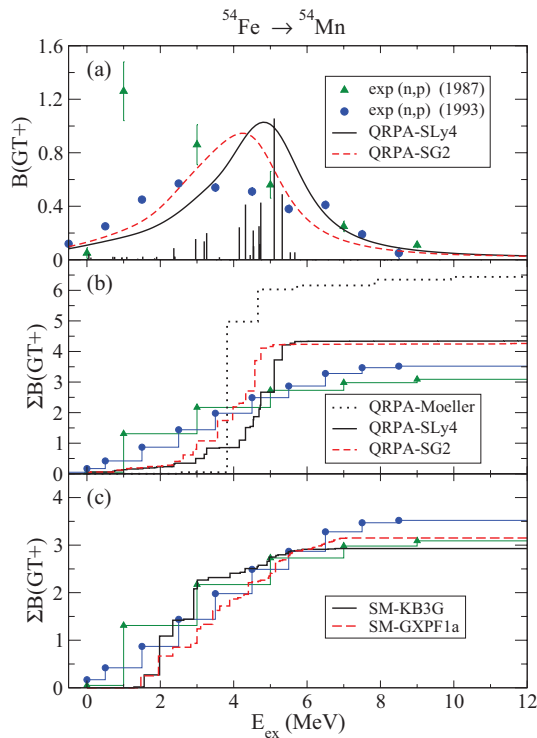 ⁵⁴Fe → ⁵⁴Mn
(a)
B(GT+)
0
0.4
0.8
1.2
1.6
exp (n,p) (1987)
exp (n,p) (1993)
QRPA-SLy4
QRPA-SG2
(b)
ΣB(GT+)
0
1
2
3
4
5
6
QRPA-Moeller
QRPA-SLy4
QRPA-SG2
(c)
ΣB(GT+)
0
1
2
3
4
SM-KB3G
SM-GXPF1a
0 2 4 6 8 10 12
E_ex (MeV)